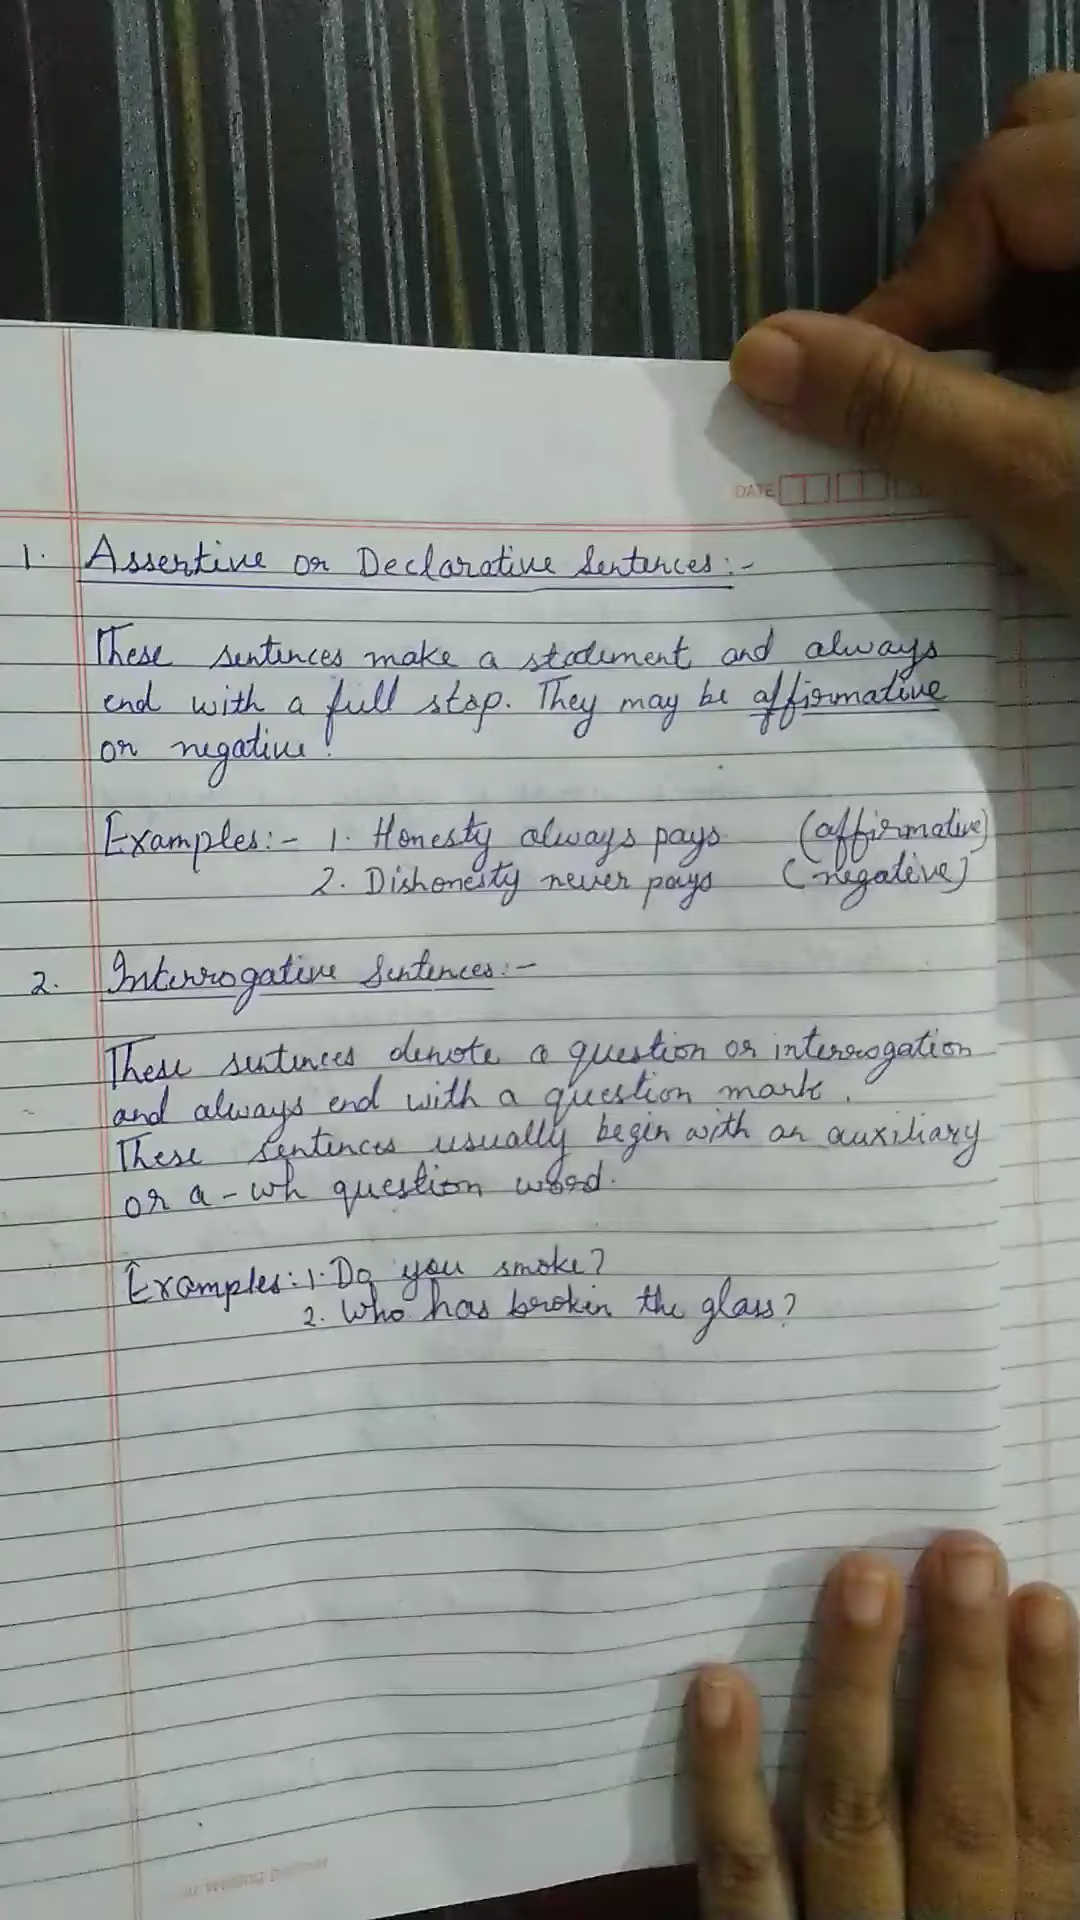 DATE
1. Assertive or Declarative Sentences:-
These sentences make a statement and always
end with a full stop. They may be affirmative
or negative.
Examples:- 1. Honesty always pays (affirmative)
2. Dishonesty never pays (negative)
2. Interrogative Sentences:-
These sentences denote a question or interrogation
and always end with a question mark.
These sentences usually begin with an auxiliary
or a - wh question word.
Examples: 1. Do you smoke?
2. Who has broken the glass?